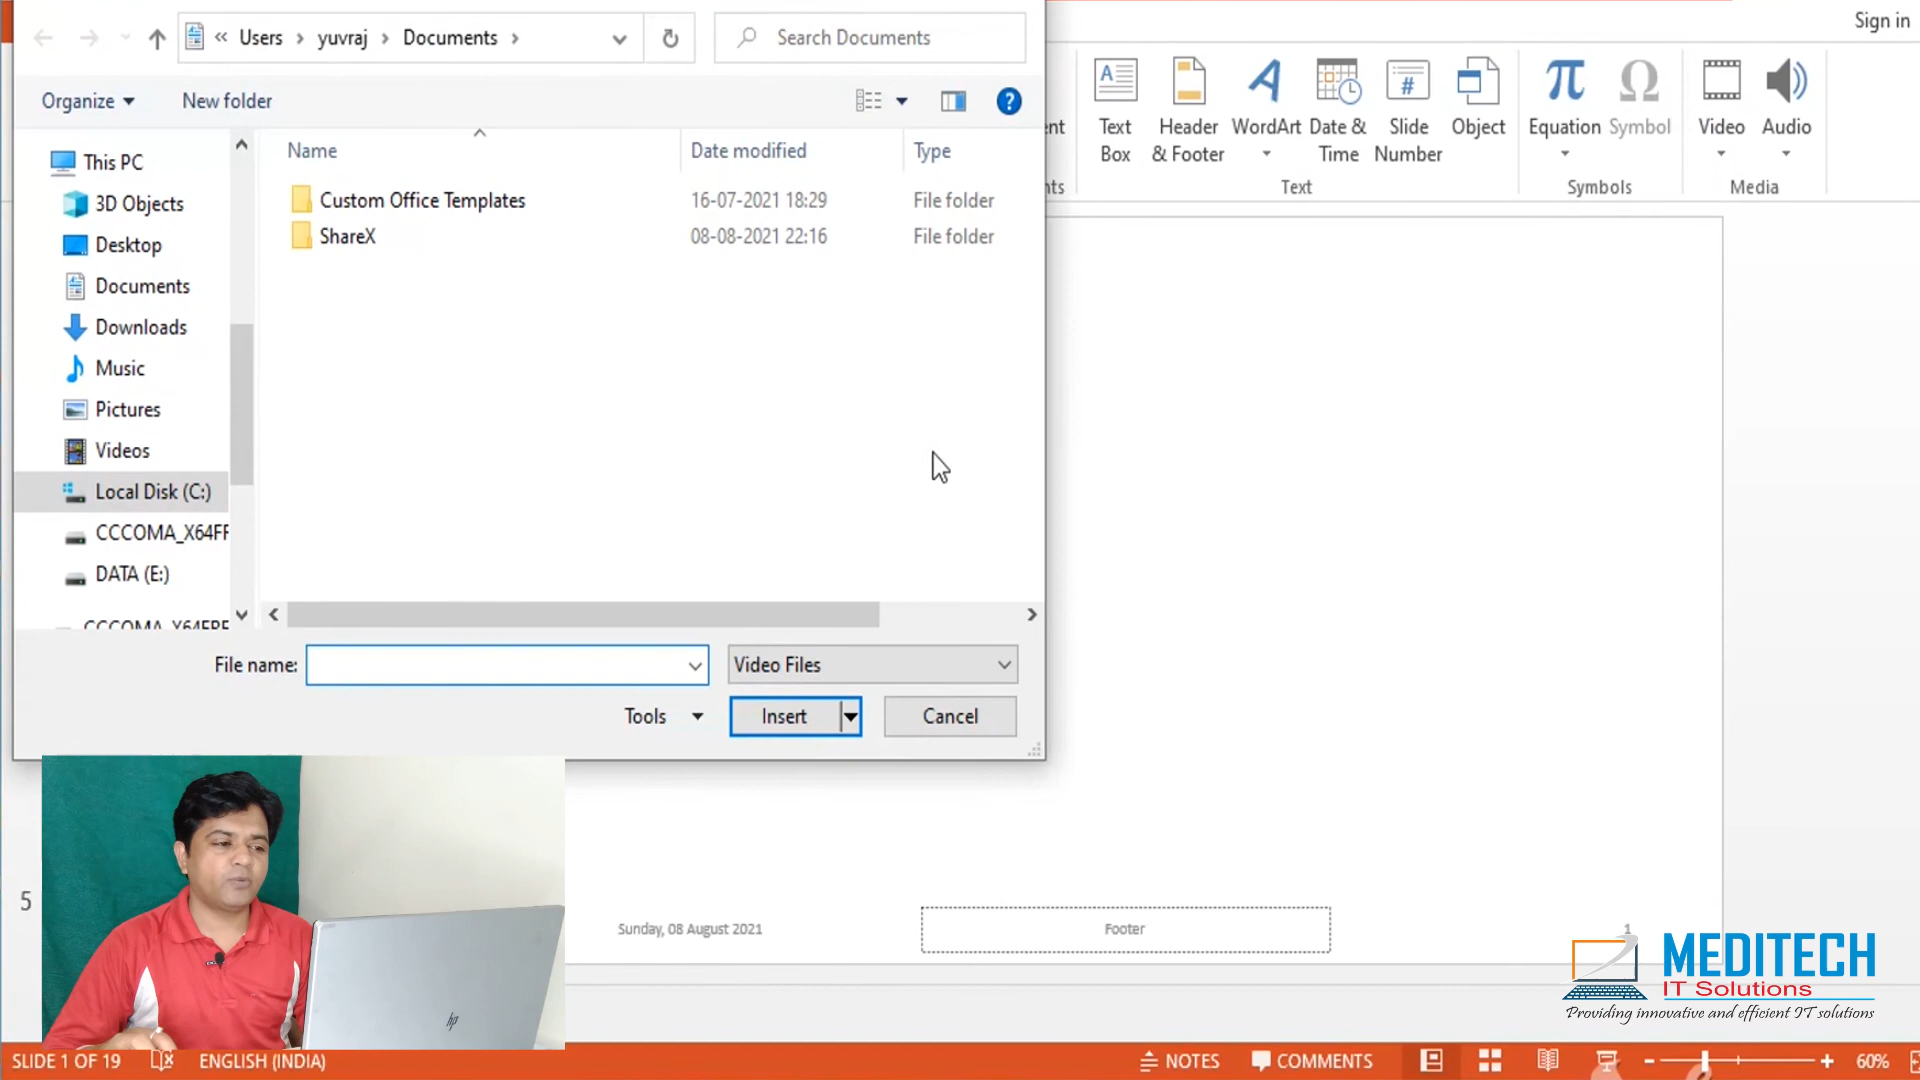 « Users > yuvraj > Documents >
Search Documents
Sign in
Organize
New folder
?
Text
Box
Header
& Footer
WordArt
Date &
Time
Slide
Number
Object
Equation
Symbol
Video
Audio
Text
Symbols
Media
Name
Date modified
Type
This PC
3D Objects
Desktop
Documents
Downloads
Music
Pictures
Videos
Local Disk (C:)
CCCOMA_X64FF
DATA (E:)
Custom Office Templates 16-07-2021 18:29 File folder
ShareX 08-08-2021 22:16 File folder
File name:
Video Files
Tools
Insert
Cancel
5
Sunday, 08 August 2021
Footer
1
hp
MEDITECH
IT Solutions
Providing innovative and efficient IT solutions
SLIDE 1 OF 19
ENGLISH (INDIA)
NOTES
COMMENTS
60%